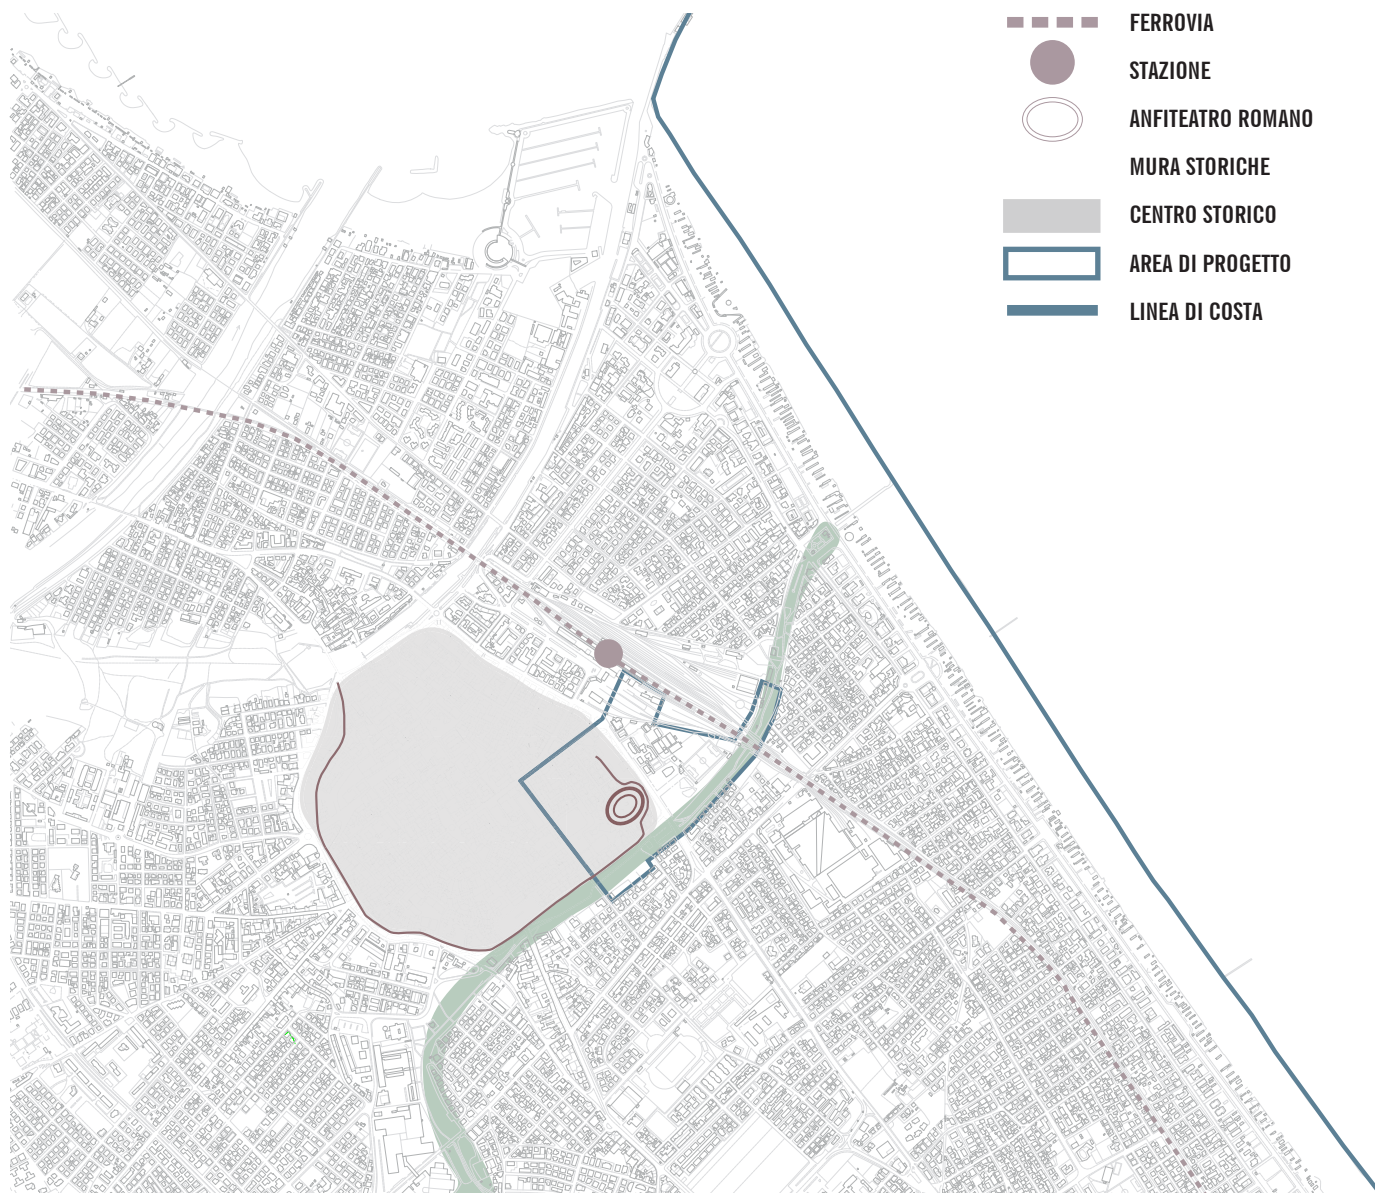 FERROVIA
STAZIONE
ANFITEATRO ROMANO
MURA STORICHE
CENTRO STORICO
AREA DI PROGETTO
LINEA DI COSTA